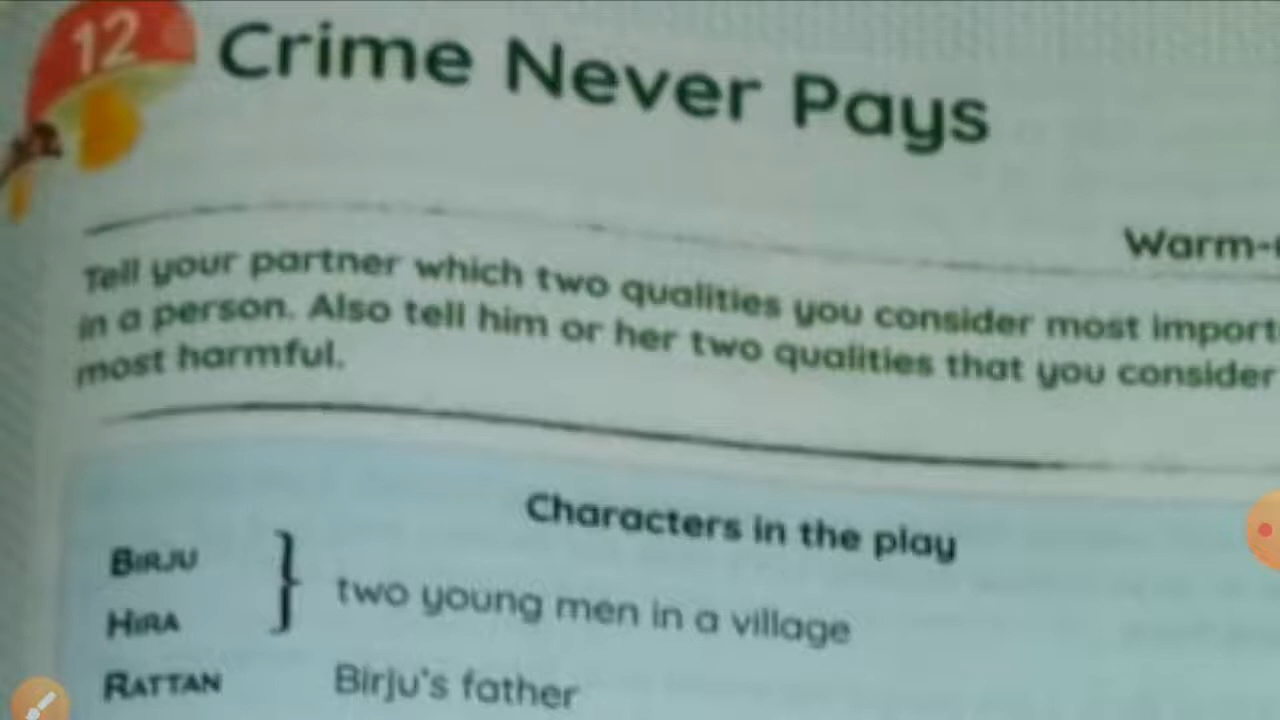 12
Crime Never Pays
Warm-
Tell your partner which two qualities you consider most import
in a person. Also tell him or her two qualities that you consider
most harmful.
Characters in the play
BIRJU
HIRA
} two young men in a village
RATTAN Birju's father